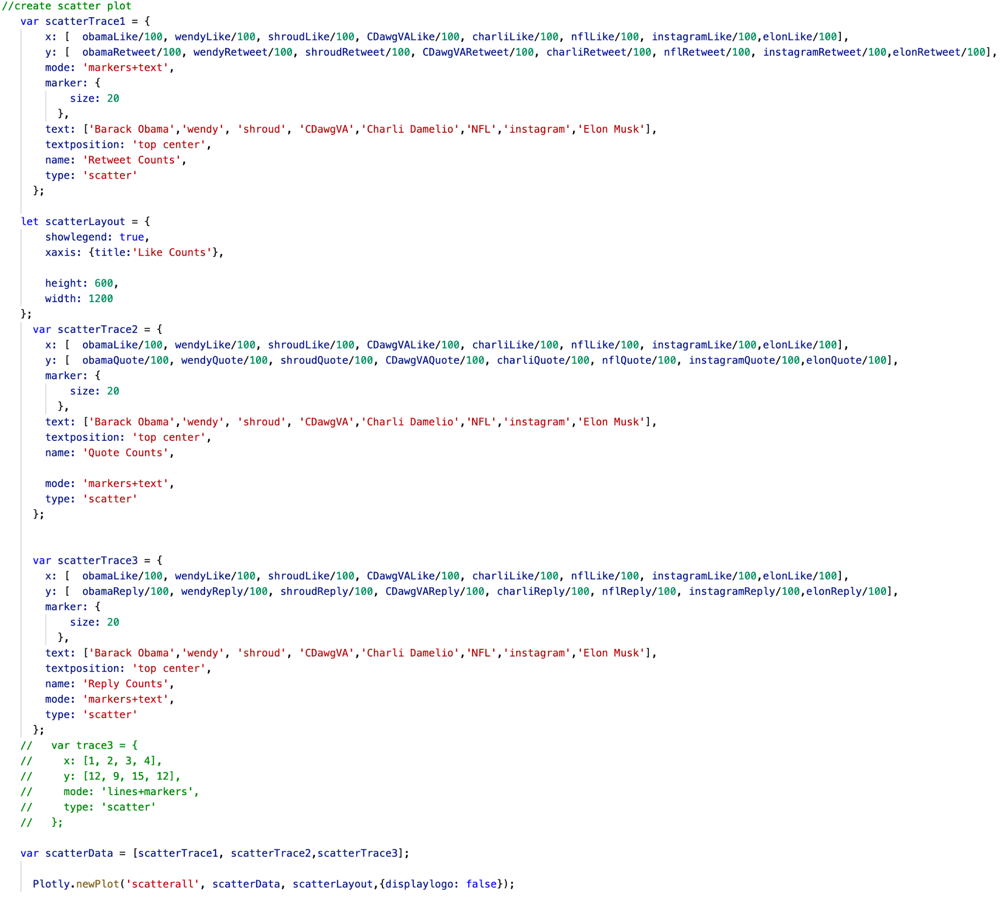 //create scatter plot
var scatterTrace1 = {
x: [  obamaLike/100, wendyLike/100, shroudLike/100, CDawgVALike/100, charliLike/100, nflLike/100, instagramLike/100,elonLike/100],
y: [  obamaRetweet/100, wendyRetweet/100, shroudRetweet/100, CDawgVARetweet/100, charliRetweet/100, nflRetweet/100, instagramRetweet/100,elonRetweet/100],
mode: 'markers+text',
marker: {
size: 20
},
text: ['Barack Obama','wendy', 'shroud', 'CDawgVA','Charli Damelio','NFL','instagram','Elon Musk'],
textposition: 'top center',
name: 'Retweet Counts',
type: 'scatter'
};
let scatterLayout = {
showlegend: true,
xaxis: {title:'Like Counts'},
height: 600,
width: 1200
};
var scatterTrace2 = {
x: [  obamaLike/100, wendyLike/100, shroudLike/100, CDawgVALike/100, charliLike/100, nflLike/100, instagramLike/100,elonLike/100],
y: [  obamaQuote/100, wendyQuote/100, shroudQuote/100, CDawgVAQuote/100, charliQuote/100, nflQuote/100, instagramQuote/100,elonQuote/100],
marker: {
size: 20
},
text: ['Barack Obama','wendy', 'shroud', 'CDawgVA','Charli Damelio','NFL','instagram','Elon Musk'],
textposition: 'top center',
name: 'Quote Counts',
mode: 'markers+text',
type: 'scatter'
};
var scatterTrace3 = {
x: [  obamaLike/100, wendyLike/100, shroudLike/100, CDawgVALike/100, charliLike/100, nflLike/100, instagramLike/100,elonLike/100],
y: [  obamaReply/100, wendyReply/100, shroudReply/100, CDawgVAReply/100, charliReply/100, nflReply/100, instagramReply/100,elonReply/100],
marker: {
size: 20
},
text: ['Barack Obama','wendy', 'shroud', 'CDawgVA','Charli Damelio','NFL','instagram','Elon Musk'],
textposition: 'top center',
name: 'Reply Counts',
mode: 'markers+text',
type: 'scatter'
};
//   var trace3 = {
//     x: [1, 2, 3, 4],
//     y: [12, 9, 15, 12],
//     mode: 'lines+markers',
//     type: 'scatter'
//   };
var scatterData = [scatterTrace1, scatterTrace2,scatterTrace3];
Plotly.newPlot('scatterall', scatterData, scatterLayout,{displaylogo: false});